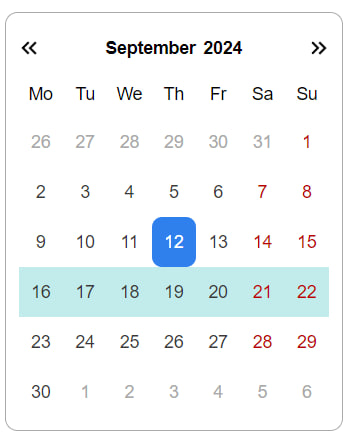 « September 2024 »
Mo Tu We Th Fr Sa Su
26 27 28 29 30 31 1
2 3 4 5 6 7 8
9 10 11 12 13 14 15
16 17 18 19 20 21 22
23 24 25 26 27 28 29
30 1 2 3 4 5 6